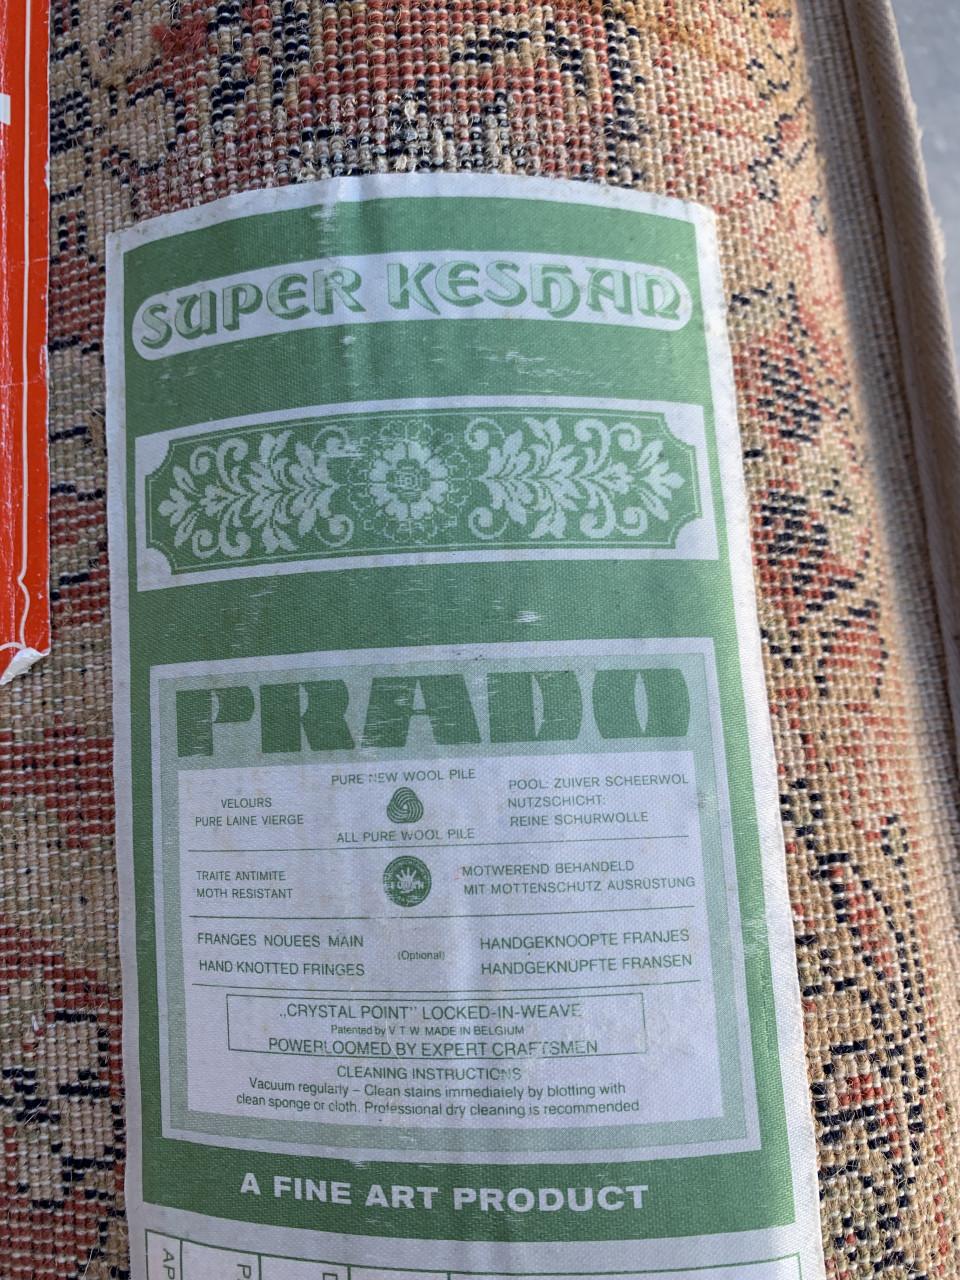 SUPER KESHAN
PRADO
PURE NEW WOOL PILE
VELOURS
PURE LAINE VIERGE
ALL PURE WOOL PILE
POOL: ZUIVER SCHEERWOL
NUTZSCHICHT:
REINE SCHURWOLLE
TRAITE ANTIMITE
MOTH RESISTANT
MOTWEREND BEHANDELD
MIT MOTTENSCHUTZ AUSRÜSTUNG
FRANGES NOUEES MAIN
HAND KNOTTED FRINGES
(Optional)
HANDGEKNOOPTE FRANJES
HANDGEKNÜPFTE FRANSEN
„CRYSTAL POINT" LOCKED-IN-WEAVE
Patented by V.T.W. MADE IN BELGIUM
POWERLOOMED BY EXPERT CRAFTSMEN
CLEANING INSTRUCTIONS
Vacuum regularly – Clean stains immediately by blotting with
clean sponge or cloth. Professional dry cleaning is recommended
A FINE ART PRODUCT